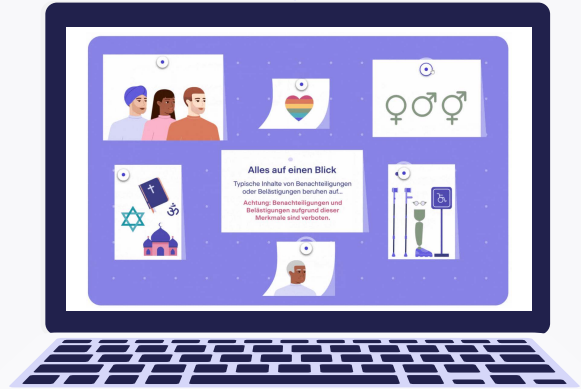 Alles auf einen Blick
Typische Inhalte von Benachteiligungen
oder Belästigungen beruhen auf...
Achtung: Benachteiligungen und
Belästigungen aufgrund dieser
Merkmale sind verboten.